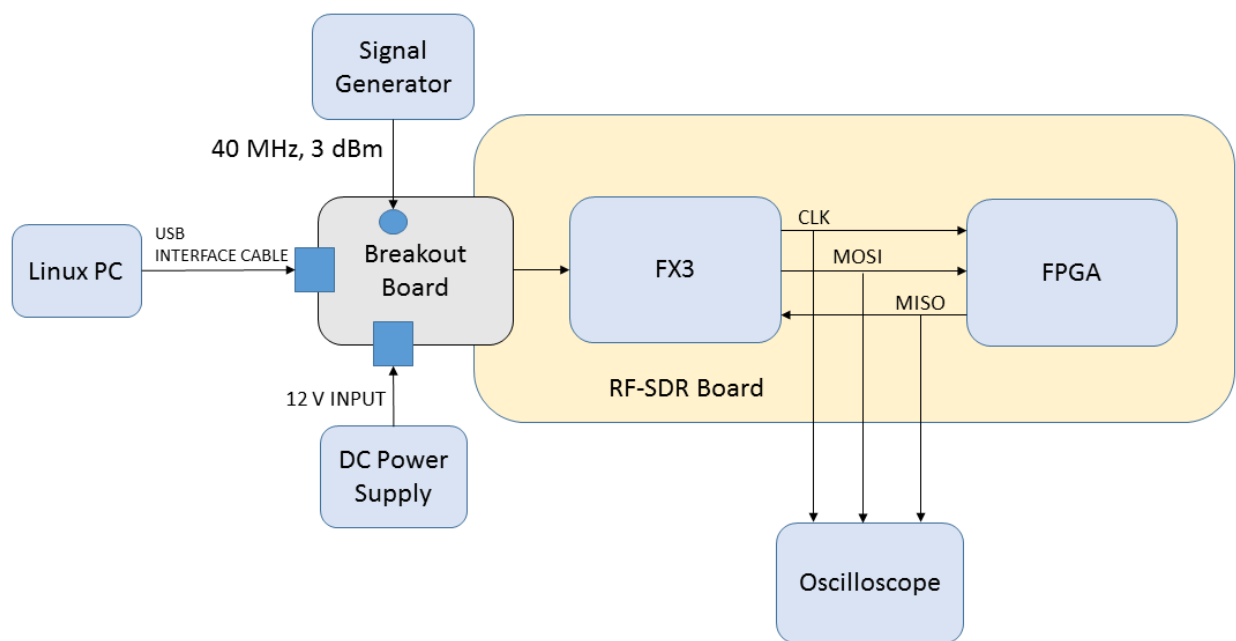 Signal
Generator
40 MHz, 3 dBm
USB
INTERFACE CABLE
Linux PC
Breakout
Board
FX3
CLK
MOSI
MISO
FPGA
RF-SDR Board
12 V INPUT
DC Power
Supply
Oscilloscope